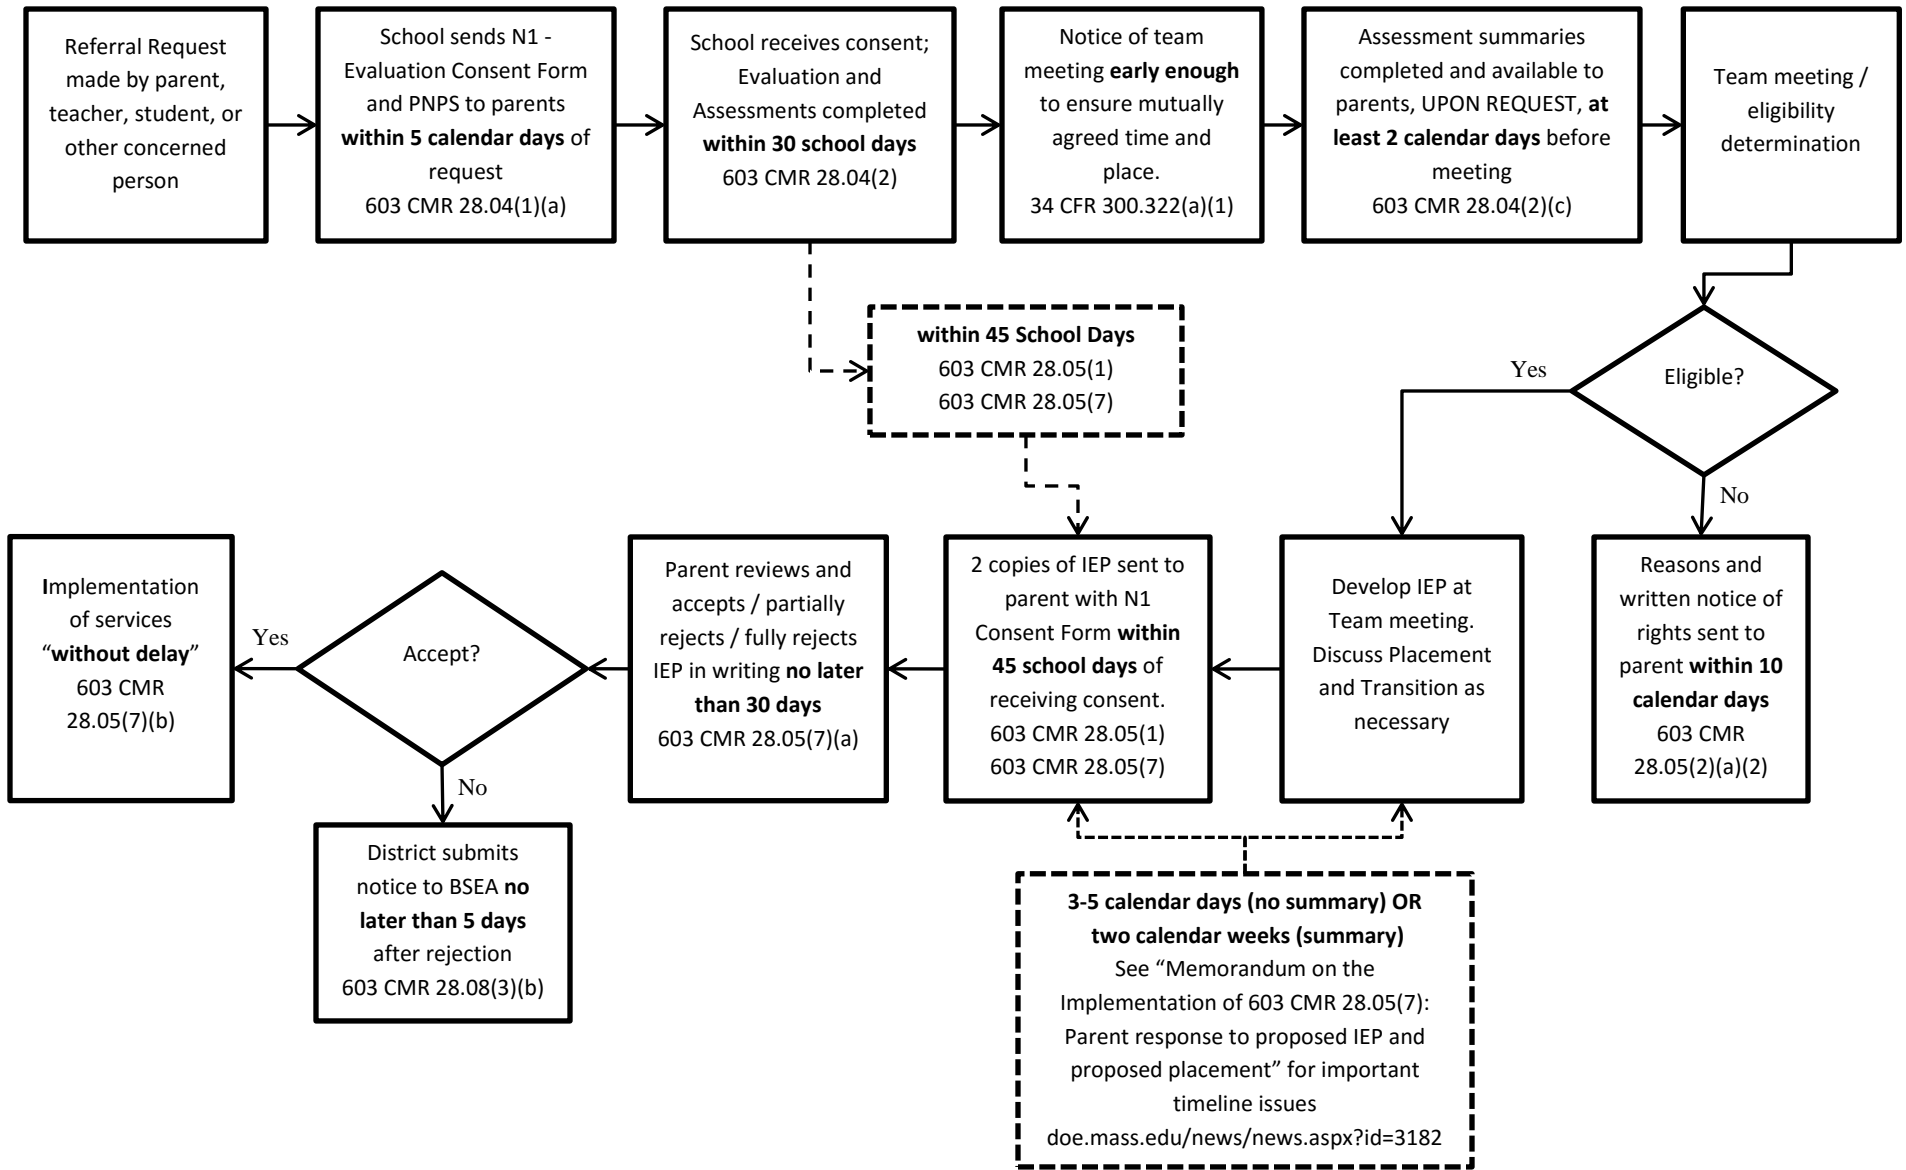 Referral Request
made by parent,
teacher, student, or
other concerned
person
School sends N1 -
Evaluation Consent Form
and PNPS to parents
within 5 calendar days of
request
603 CMR 28.04(1)(a)
School receives consent;
Evaluation and
Assessments completed
within 30 school days
603 CMR 28.04(2)
Notice of team
meeting early enough
to ensure mutually
agreed time and
place.
34 CFR 300.322(a)(1)
Assessment summaries
completed and available to
parents, UPON REQUEST, at
least 2 calendar days before
meeting
603 CMR 28.04(2)(c)
Team meeting /
eligibility
determination
within 45 School Days
603 CMR 28.05(1)
603 CMR 28.05(7)
Eligible?
Yes
No
Reasons and
written notice of
rights sent to
parent within 10
calendar days
603 CMR
28.05(2)(a)(2)
Develop IEP at
Team meeting.
Discuss Placement
and Transition as
necessary
2 copies of IEP sent to
parent with N1
Consent Form within
45 school days of
receiving consent.
603 CMR 28.05(1)
603 CMR 28.05(7)
Parent reviews and
accepts / partially
rejects / fully rejects
IEP in writing no later
than 30 days
603 CMR 28.05(7)(a)
Accept?
Yes
Implementation
of services
“without delay”
603 CMR
28.05(7)(b)
No
District submits
notice to BSEA no
later than 5 days
after rejection
603 CMR 28.08(3)(b)
3-5 calendar days (no summary) OR
two calendar weeks (summary)
See “Memorandum on the
Implementation of 603 CMR 28.05(7):
Parent response to proposed IEP and
proposed placement” for important
timeline issues
doe.mass.edu/news/news.aspx?id=3182